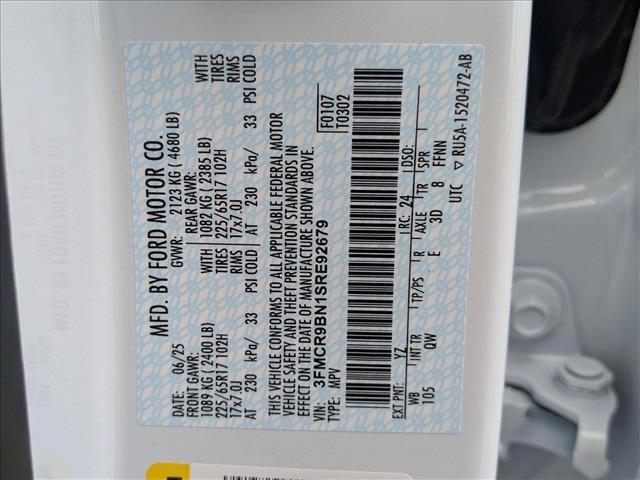 MFD. BY FORD MOTOR CO.
DATE: 06/25 GVWR: 2123 KG ( 4680 LB)
FRONT GAWR: REAR GAWR:
1089 KG ( 2400 LB) 1082 KG ( 2385 LB) WITH
225/65R17 102H 225/65R17 102H TIRES
17x7.0J 17x7.0J RIMS
AT 230 kPa/ 33 PSI COLD AT 230 kPa/ 33 PSI COLD
WITH
TIRES
RIMS
THIS VEHICLE CONFORMS TO ALL APPLICABLE FEDERAL MOTOR
VEHICLE SAFETY AND THEFT PREVENTION STANDARDS IN
EFFECT ON THE DATE OF MANUFACTURE SHOWN ABOVE.
VIN: 3FMCR9BN1SRE92679
TYPE: MPV
F0107
T0302
EXT PNT: YZ RC: 24 DSO:
WB INT TR TP/PS R AXLE TR SPR
105 QW E 3D 8 FFNN
UTC ▽ RU5A-1520472-AB